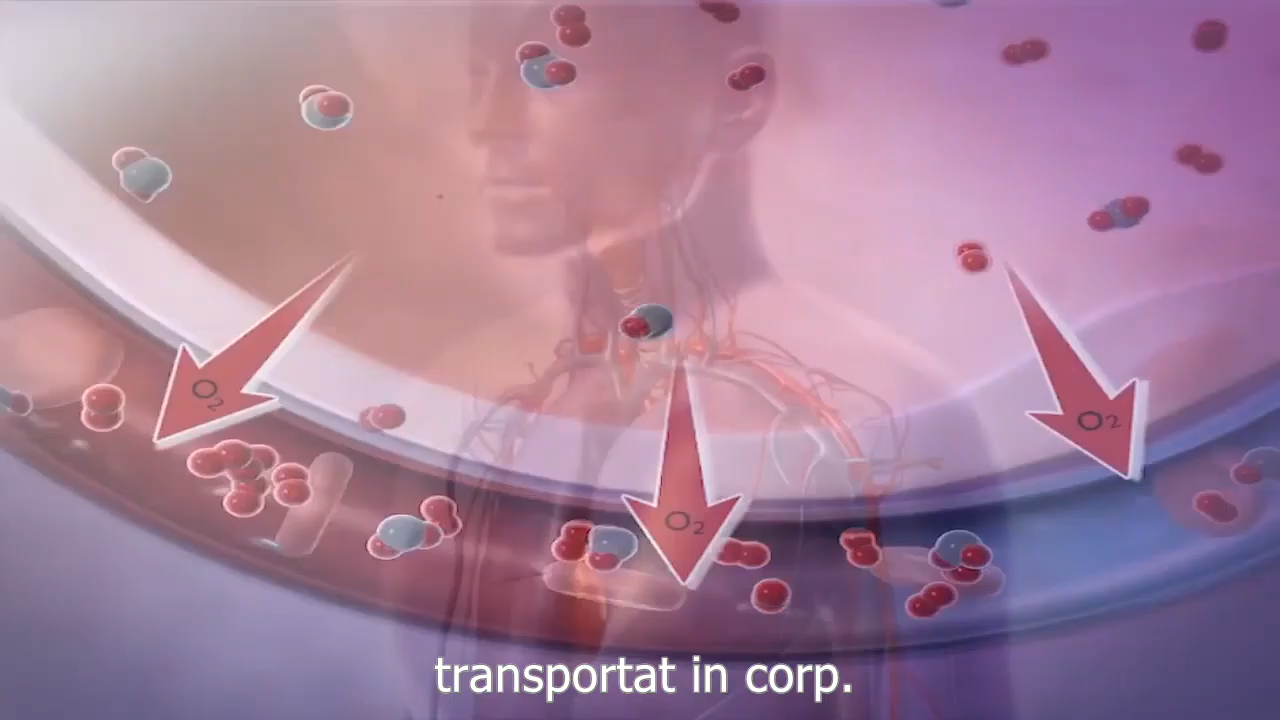 O₂
O₂
O₂
transportat in corp.